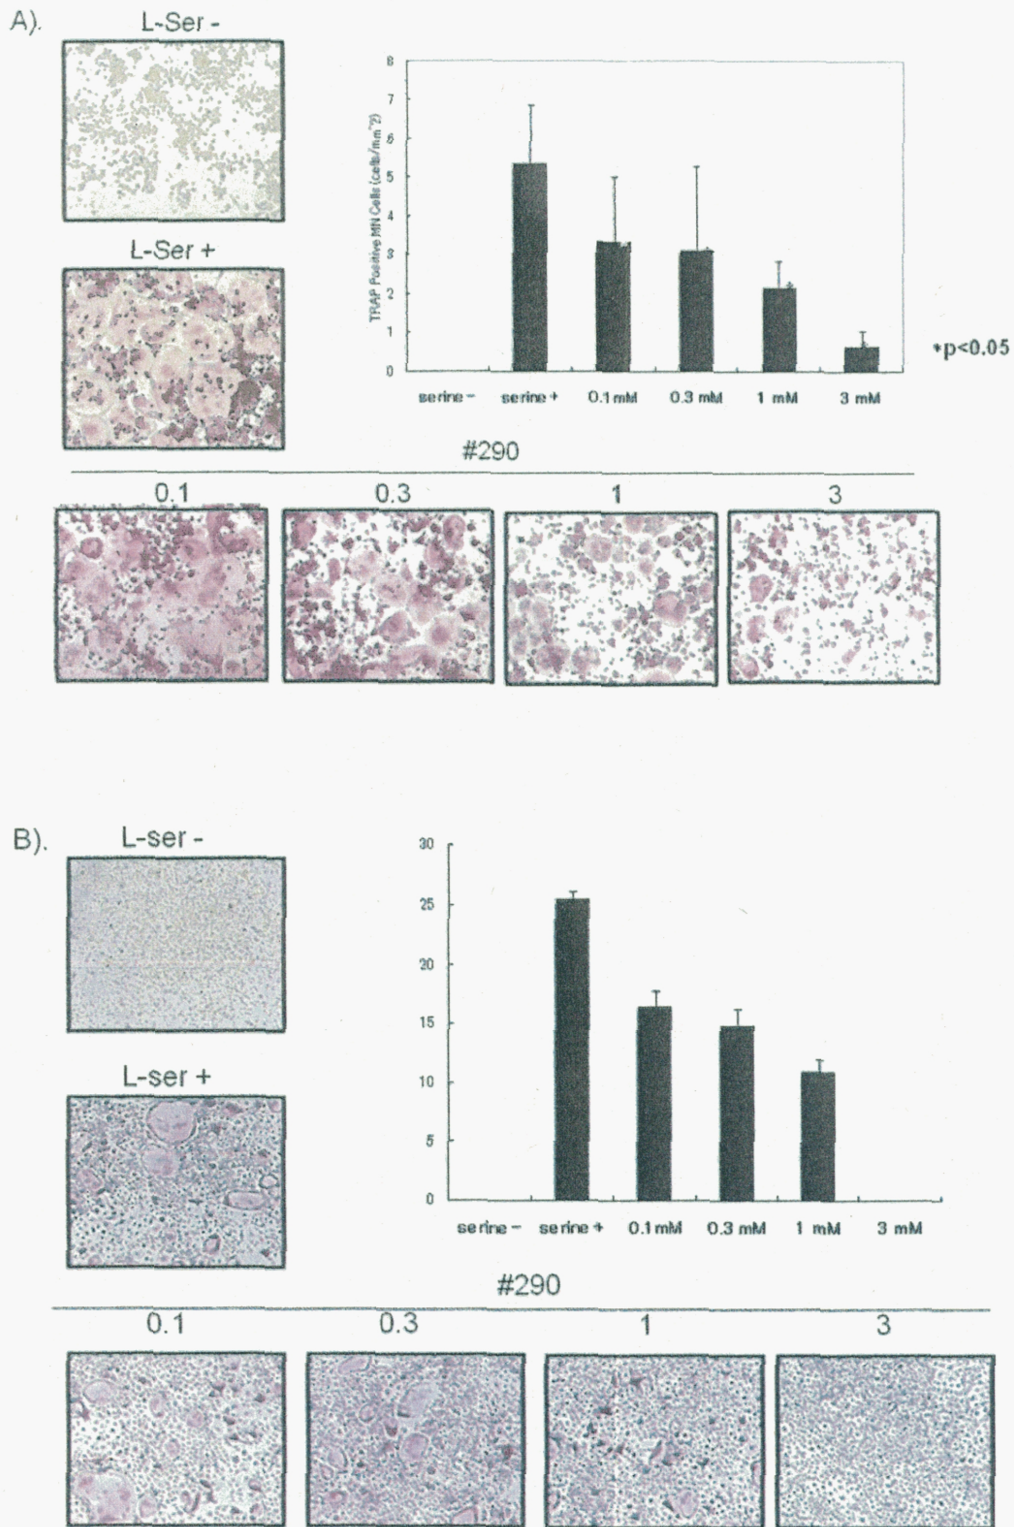 A).
L-Ser -
L-Ser +
TRAP Positive MN Cells (cells/mm^2)
8
7
6
5
4
3
2
1
0
serine - serine + 0.1 mM 0.3 mM 1 mM 3 mM
*p<0.05
#290
0.1 0.3 1 3
B).
L-ser -
L-ser +
30
25
20
15
10
5
0
serine - serine + 0.1 mM 0.3 mM 1 mM 3 mM
#290
0.1 0.3 1 3